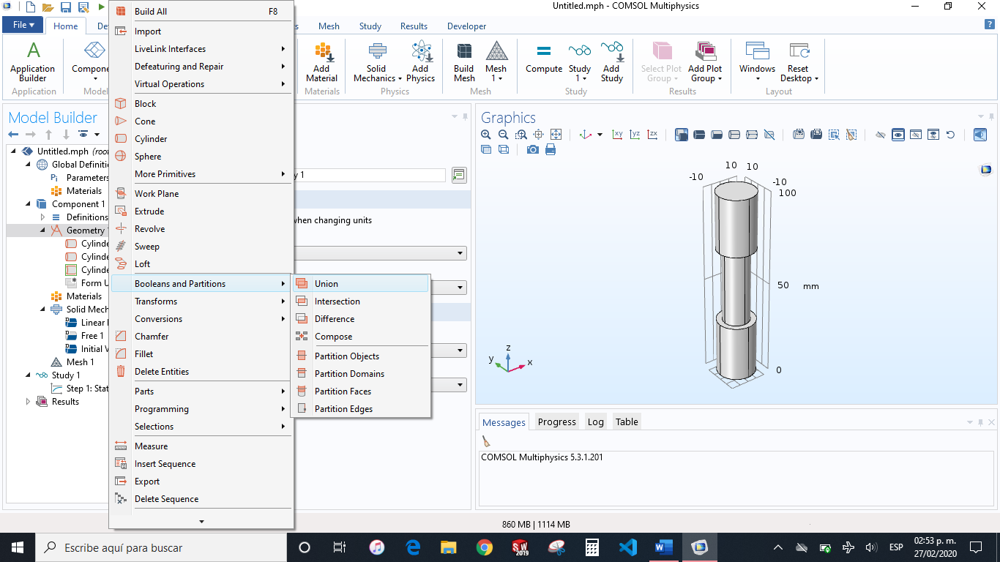 Untitled.mph - COMSOL Multiphysics
File
Home
De
s
Mesh
Study
Results
Developer
Application Builder
Application
Compone
Model
Add Material
Materials
Solid Mechanics
Add Physics
Physics
Build Mesh
Mesh 1
Mesh
Compute
Study 1
Add Study
Study
Select Plot Group
Add Plot Group
Results
Windows
Reset Desktop
Layout
Model Builder
Untitled.mph (root
Global Definiti
Parameters
Pi
Materials
Component 1
Definitions
Geometry 1
Cylinde
Cylinde
Cylinde
Form U
Materials
Solid Mech
Linear
Free 1
Initial V
Mesh 1
Study 1
Step 1: Stat
Results
Build All F8
Import
LiveLink Interfaces
Defeaturing and Repair
Virtual Operations
Block
Cone
Cylinder
Sphere
More Primitives
Work Plane
Extrude
Revolve
Sweep
Loft
Booleans and Partitions
Transforms
Conversions
Chamfer
Fillet
Delete Entities
Parts
Programming
Selections
Measure
Insert Sequence
Export
Delete Sequence
Union
Intersection
Difference
Compose
Partition Objects
Partition Domains
Partition Faces
Partition Edges
y 1
when changing units
Graphics
xy
yz
zx
-10
10
10
-10
100
50
mm
0
z
y
x
Messages
Progress
Log
Table
COMSOL Multiphysics 5.3.1.201
860 MB | 1114 MB
Escribe aquí para buscar
SW
2019
ESP
02:53 p. m.
27/02/2020